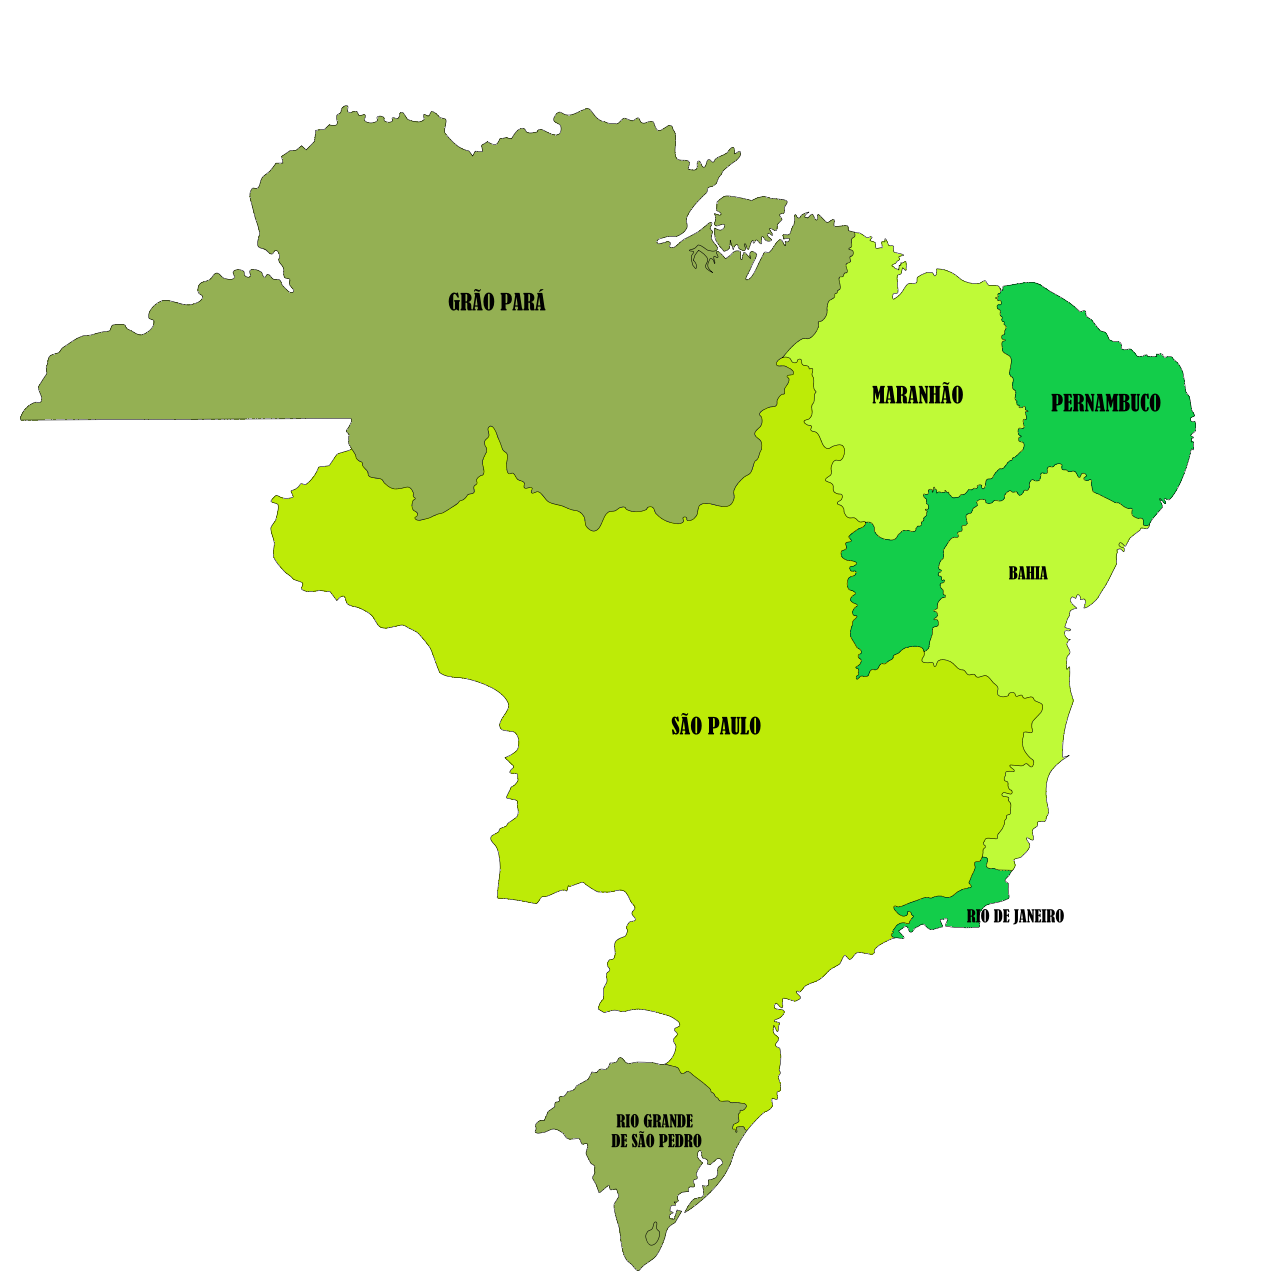 GRÃO PARÁ
MARANHÃO
PERNAMBUCO
BAHIA
SÃO PAULO
RIO DE JANEIRO
RIO GRANDE
DE SÃO PEDRO